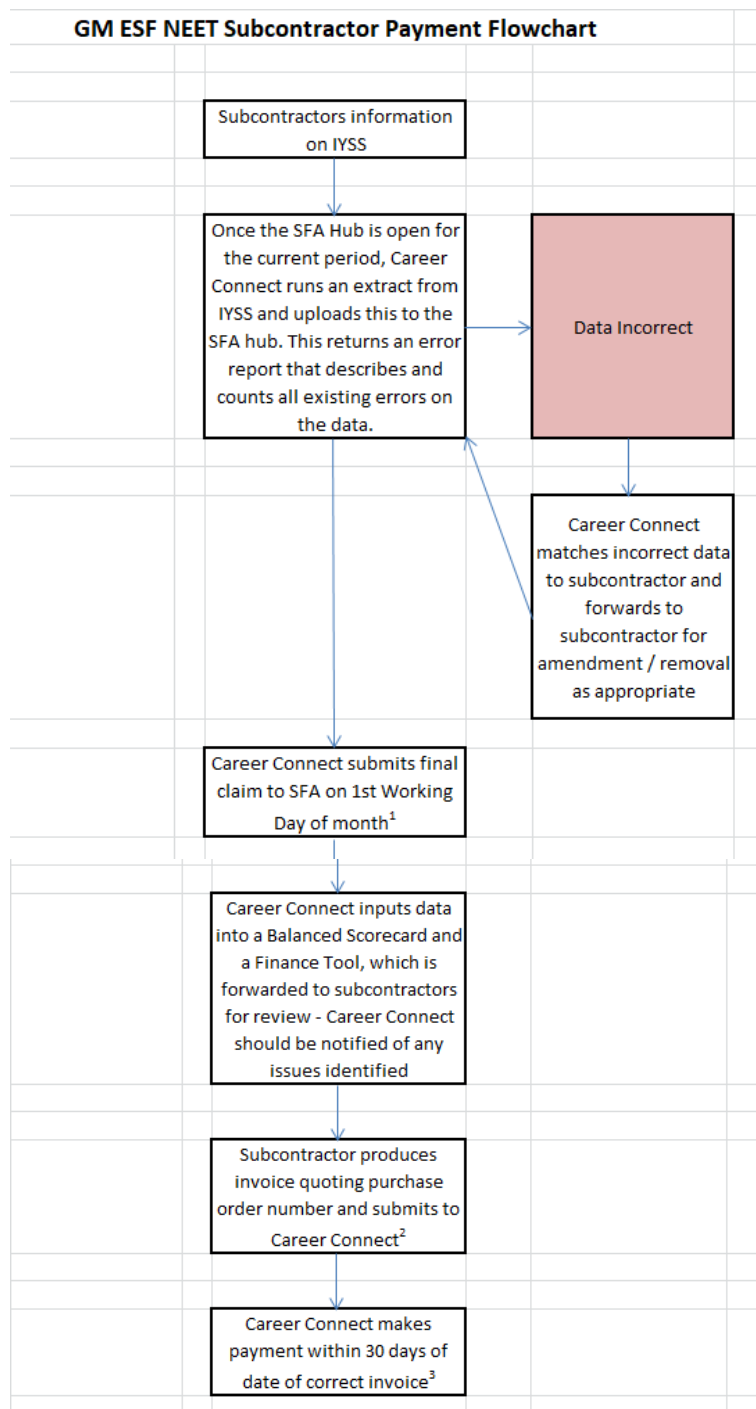 GM ESF NEET Subcontractor Payment Flowchart
Subcontractors information
on IYSS
Once the SFA Hub is open for
the current period, Career
Connect runs an extract from
IYSS and uploads this to the
SFA hub. This returns an error
report that describes and
counts all existing errors on
the data.
Data Incorrect
Career Connect
matches incorrect data
to subcontractor and
forwards to
subcontractor for
amendment / removal
as appropriate
Career Connect submits final
claim to SFA on 1st Working
Day of month¹
Career Connect inputs data
into a Balanced Scorecard and
a Finance Tool, which is
forwarded to subcontractors
for review - Career Connect
should be notified of any
issues identified
Subcontractor produces
invoice quoting purchase
order number and submits to
Career Connect²
Career Connect makes
payment within 30 days of
date of correct invoice³